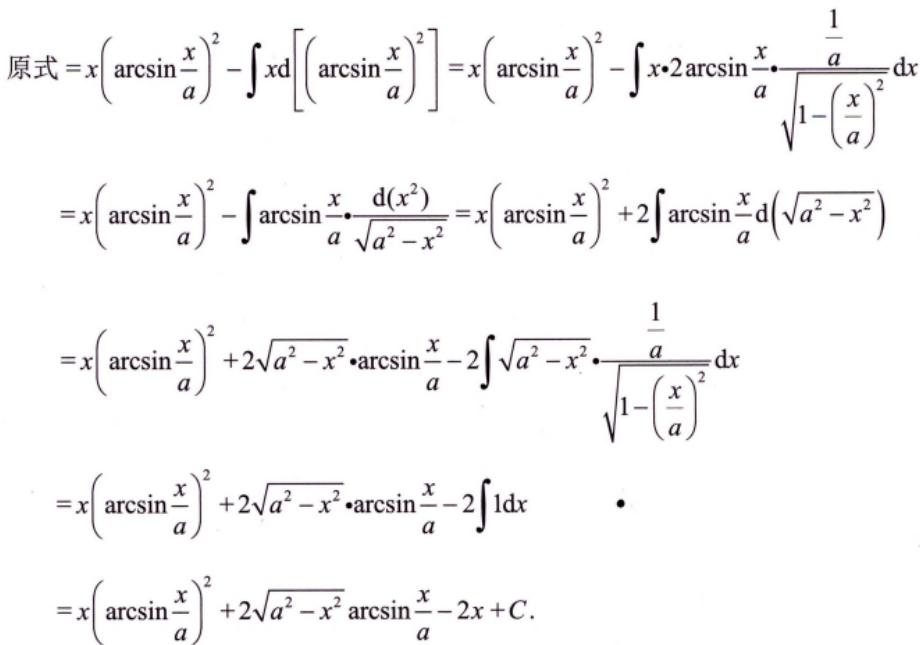 原式 = x(arcsin x/a)² − ∫xd[(arcsin x/a)²] = x(arcsin x/a)² − ∫x•2arcsin x/a • (1/a)/√(1−(x/a)²) dx
= x(arcsin x/a)² − ∫arcsin x/a • d(x²)/√(a² − x²) = x(arcsin x/a)² + 2∫arcsin x/a d(√(a² − x²))
= x(arcsin x/a)² + 2√(a² − x²)•arcsin x/a − 2∫√(a² − x²)•(1/a)/√(1−(x/a)²) dx
= x(arcsin x/a)² + 2√(a² − x²)•arcsin x/a − 2∫1dx
= x(arcsin x/a)² + 2√(a² − x²) arcsin x/a − 2x + C.